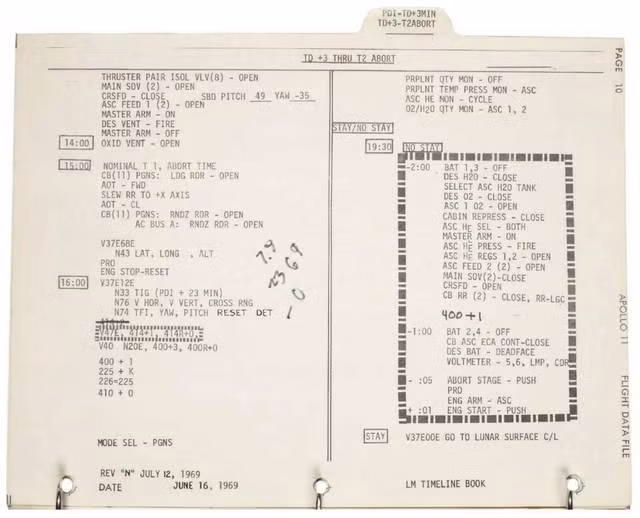 PDI-TD+3MIN
TD+3-T2ABORT
TD +3 THRU T2 ABORT
PAGE 10
THRUSTER PAIR ISOL VLV(8) - OPEN
MAIN SOV (2) - OPEN
CRSFD - CLOSE SBD PITCH 49 YAW -35
ASC FEED 1 (2) - OPEN
MASTER ARM - ON
DES VENT - FIRE
MASTER ARM - OFF
14:00 OXID VENT - OPEN
15:00 NOMINAL T 1, ABORT TIME
CB(11) PGNS: LDG RDR - OPEN
AOT - FWD
SLEW RR TO +X AXIS
AOT - CL
CB(11) PGNS: RNDZ RDR - OPEN
AC BUS A: RNDZ RDR - OPEN
V37E68E
N43 LAT, LONG , ALT
PRO
ENG STOP-RESET
16:00 V37E12E
N33 TIG (PDI + 23 MIN)
N76 V HOR, V VERT, CROSS RNG
N74 TFI, YAW, PITCH RESET DET
V47E, 414+1, 414R+0
V40 N20E, 400+3, 400R+0
400 + 1
225 + K
226=225
410 + 0
MODE SEL - PGNS
REV "N" JULY 12, 1969
DATE JUNE 16, 1969
PRPLNT QTY MON - OFF
PRPLNT TEMP PRESS MON - ASC
ASC HE MON - CYCLE
O2/H2O QTY MON - ASC 1, 2
STAY/NO STAY
19:30 NO STAY
-2:00 BAT 1,3 - OFF
DES H2O - CLOSE
SELECT ASC H2O TANK
DES O2 - CLOSE
ASC 1 O2 - OPEN
CABIN REPRESS - CLOSE
ASC HE SEL - BOTH
MASTER ARM - ON
ASC HE PRESS - FIRE
ASC HE REGS 1,2 - OPEN
ASC FEED 2 (2) - OPEN
MAIN SOV(2)-CLOSE
CRSFD - OPEN
CB RR (2) - CLOSE, RR-LGC
400+1
-1:00 BAT 2,4 - OFF
CB ASC ECA CONT-CLOSE
DES BAT - DEADFACE
VOLTMETER - 5,6, LMP, CDR
- :05 ABORT STAGE - PUSH
PRO
ENG ARM - ASC
+ :01 ENG START - PUSH
STAY V37E00E GO TO LUNAR SURFACE C/L
LM TIMELINE BOOK
APOLLO 11 FLIGHT DATA FILE